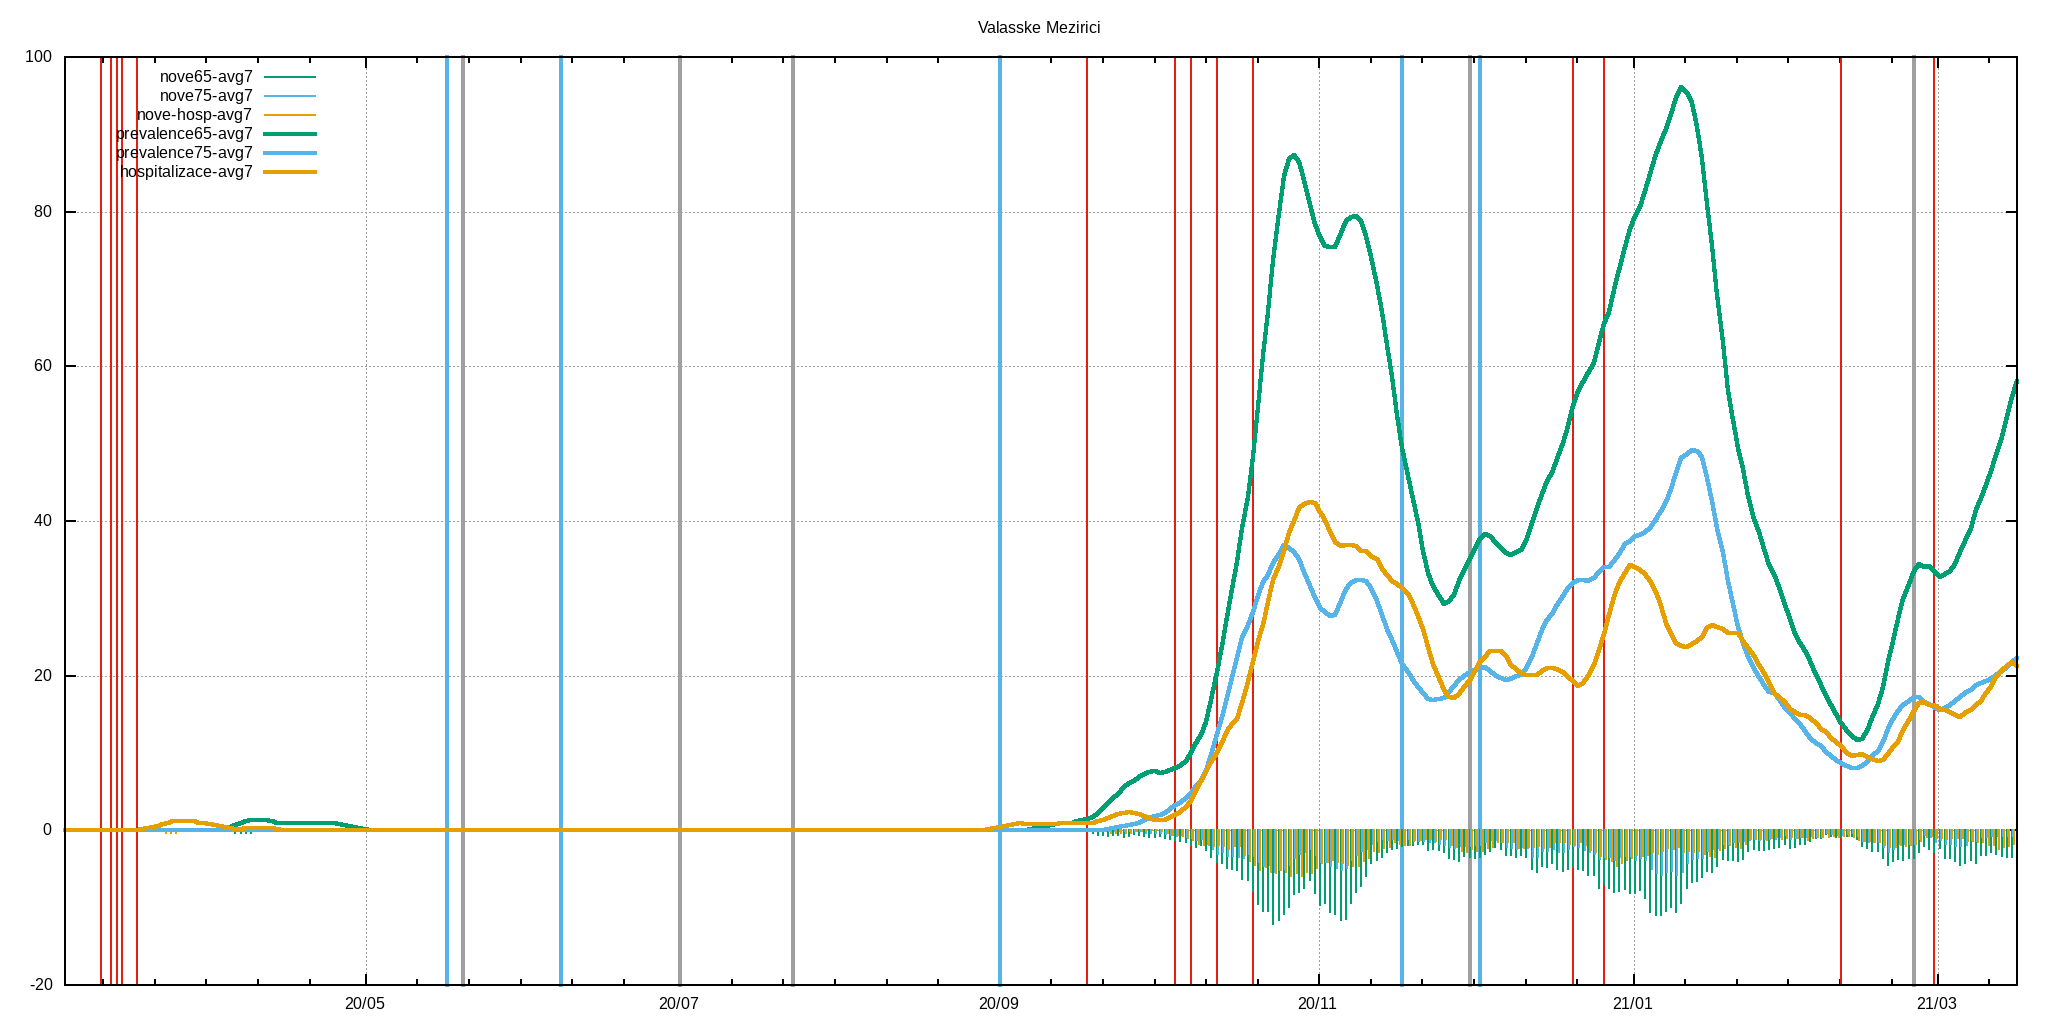 Valasske Mezirici
100
80
60
40
20
0
-20
nove65-avg7
nove75-avg7
nove-hosp-avg7
prevalence65-avg7
prevalence75-avg7
hospitalizace-avg7
20/05
20/07
20/09
20/11
21/01
21/03